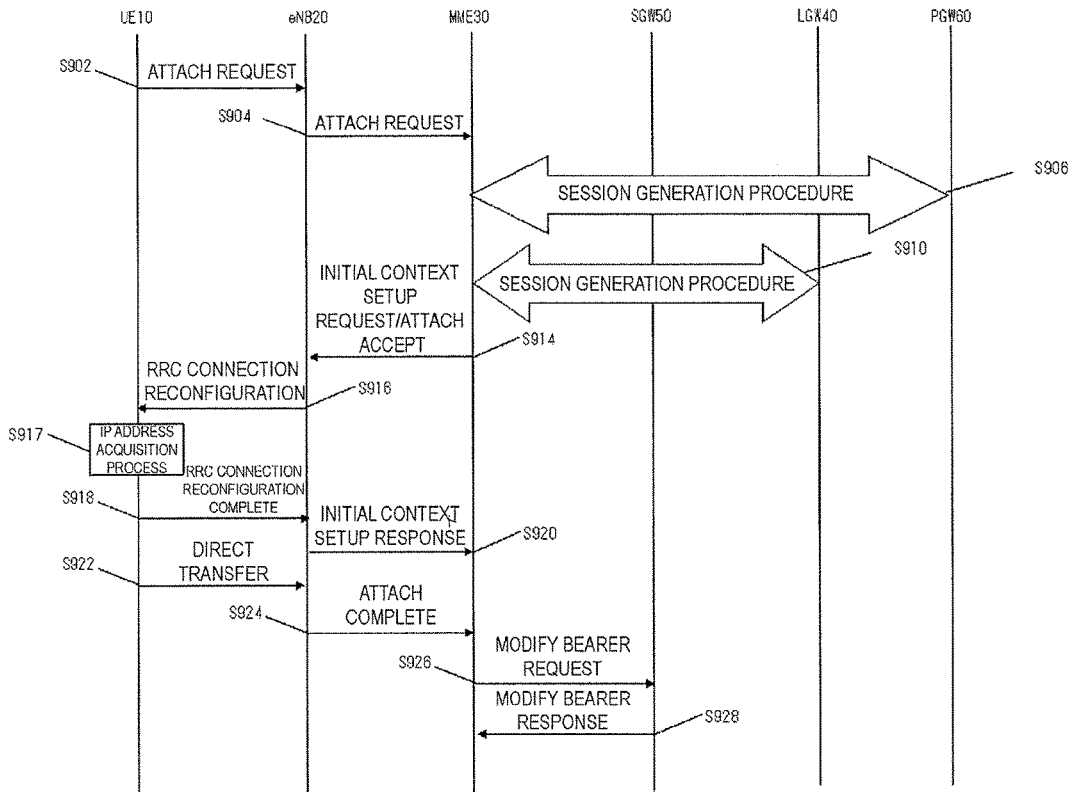 UE10
eNB20
MME30
SGW50
LGW40
PGW60
S902
ATTACH REQUEST
S904
ATTACH REQUEST
SESSION GENERATION PROCEDURE
S906
SESSION GENERATION PROCEDURE
S910
INITIAL CONTEXT
SETUP
REQUEST/ATTACH
ACCEPT
S914
RRC CONNECTION
RECONFIGURATION
S916
S917
IP ADDRESS
ACQUISITION
PROCESS
RRC CONNECTION
RECONFIGURATION
COMPLETE
S918
INITIAL CONTEXT
SETUP RESPONSE
S920
DIRECT
TRANSFER
S922
ATTACH
COMPLETE
S924
MODIFY BEARER
REQUEST
S926
MODIFY BEARER
RESPONSE
S928